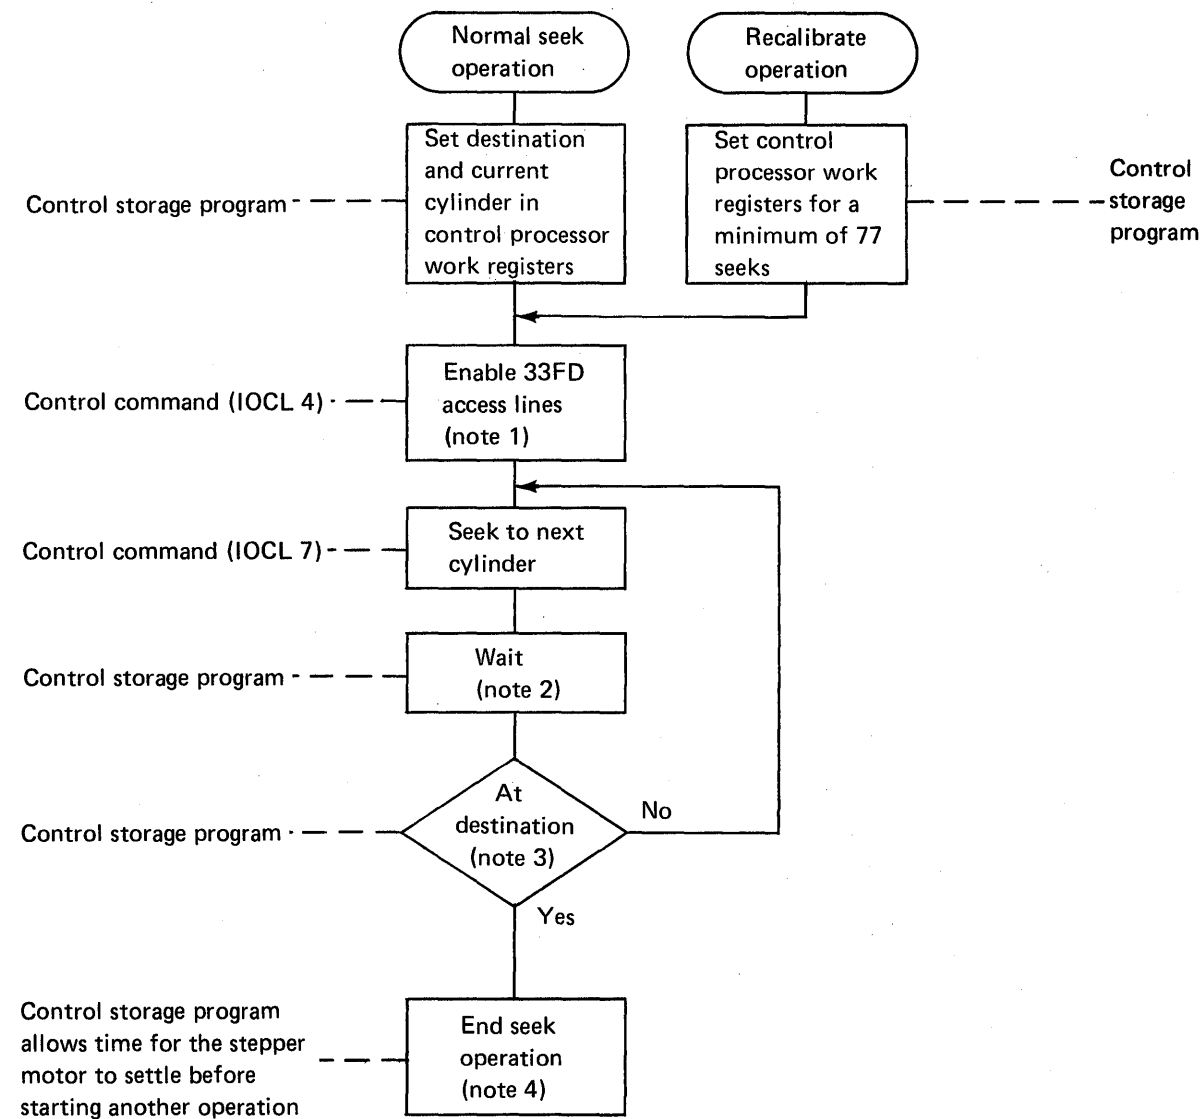 Normal seek
operation
Recalibrate
operation
Set destination
and current
cylinder in
control processor
work registers
Set control
processor work
registers for a
minimum of 77
seeks
Control storage program
Control
storage
program
Enable 33FD
access lines
(note 1)
Control command (IOCL 4)
Seek to next
cylinder
Control command (IOCL 7)
Wait
(note 2)
Control storage program
At
destination
(note 3)
No
Control storage program
Yes
Control storage program
allows time for the stepper
motor to settle before
starting another operation
End seek
operation
(note 4)